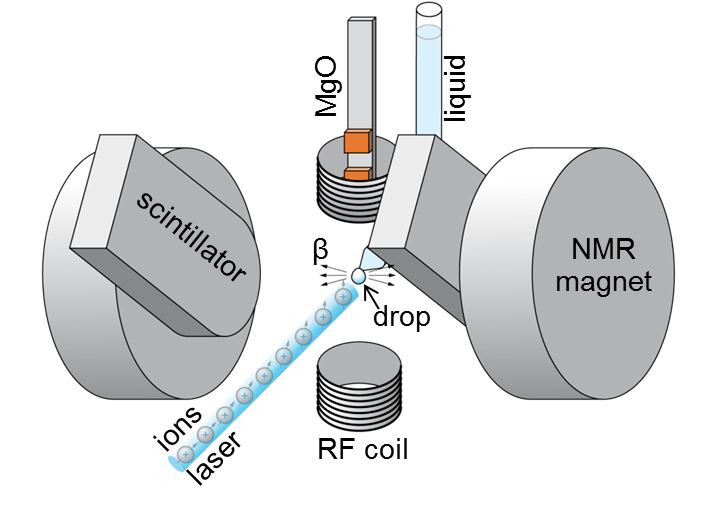 MgO
liquid
scintillator
β
NMR
magnet
drop
ions
laser
RF coil